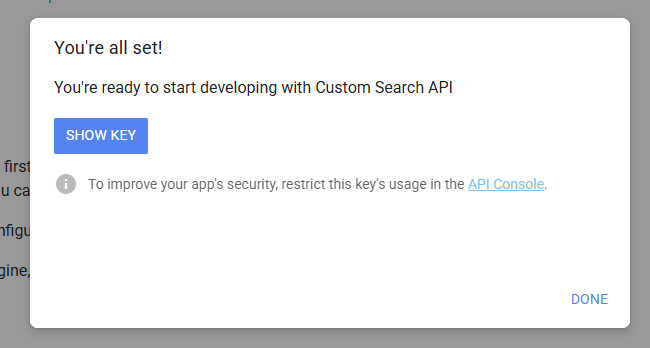 You're all set!
You're ready to start developing with Custom Search API
SHOW KEY
first
To improve your app's security, restrict this key's usage in the API Console.
u ca
nfigu
gine,
DONE